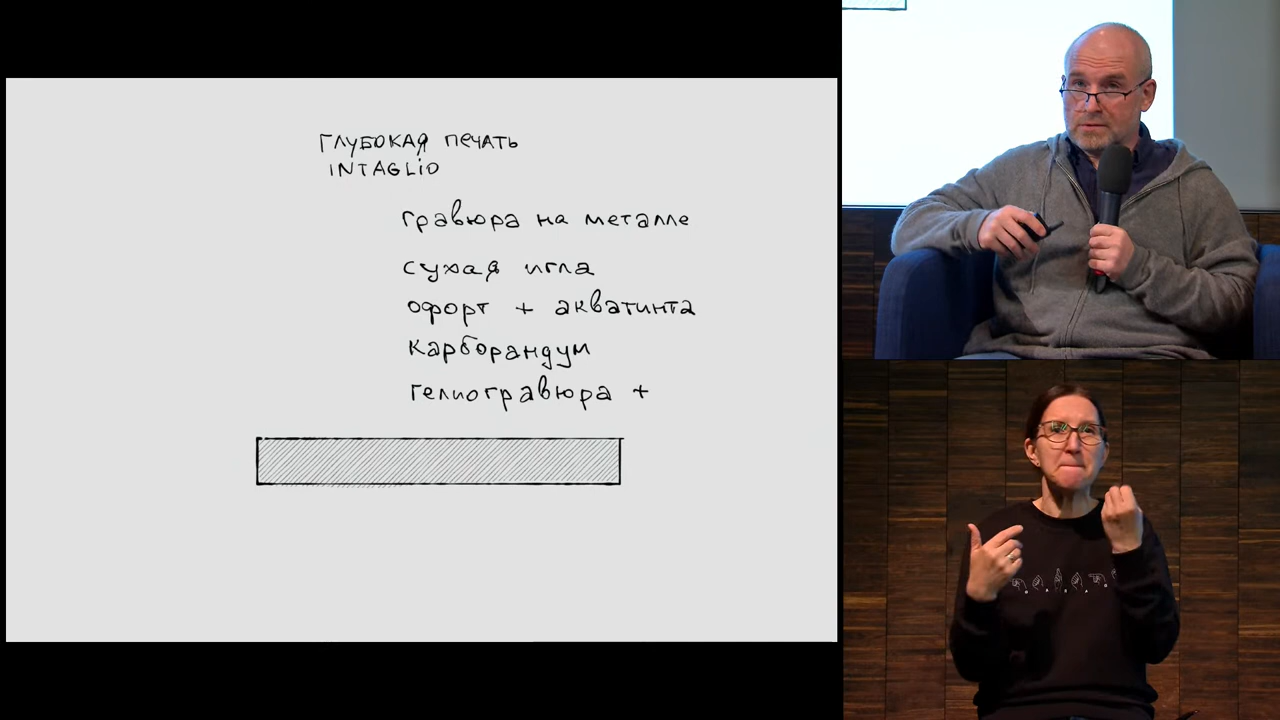 ГЛУБОКАЯ ПЕЧАТЬ
INTAGLIO
гравюра на металле
сухая игла
офорт + акватинта
карборандум
гелиогравюра +